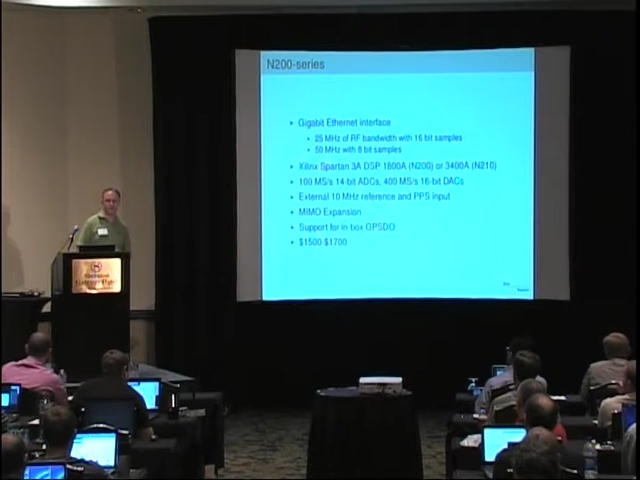 N200-series
• Gigabit Ethernet interface
• 25 MHz of RF bandwidth with 16 bit samples
• 50 MHz with 8 bit samples
• Xilinx Spartan 3A DSP 1800A (N200) or 3400A (N210)
• 100 MS/s 14-bit ADCs, 400 MS/s 16-bit DACs
• External 10 MHz reference and PPS input
• MIMO Expansion
• Support for in box GPSDO
• $1500-$1700
Sheraton